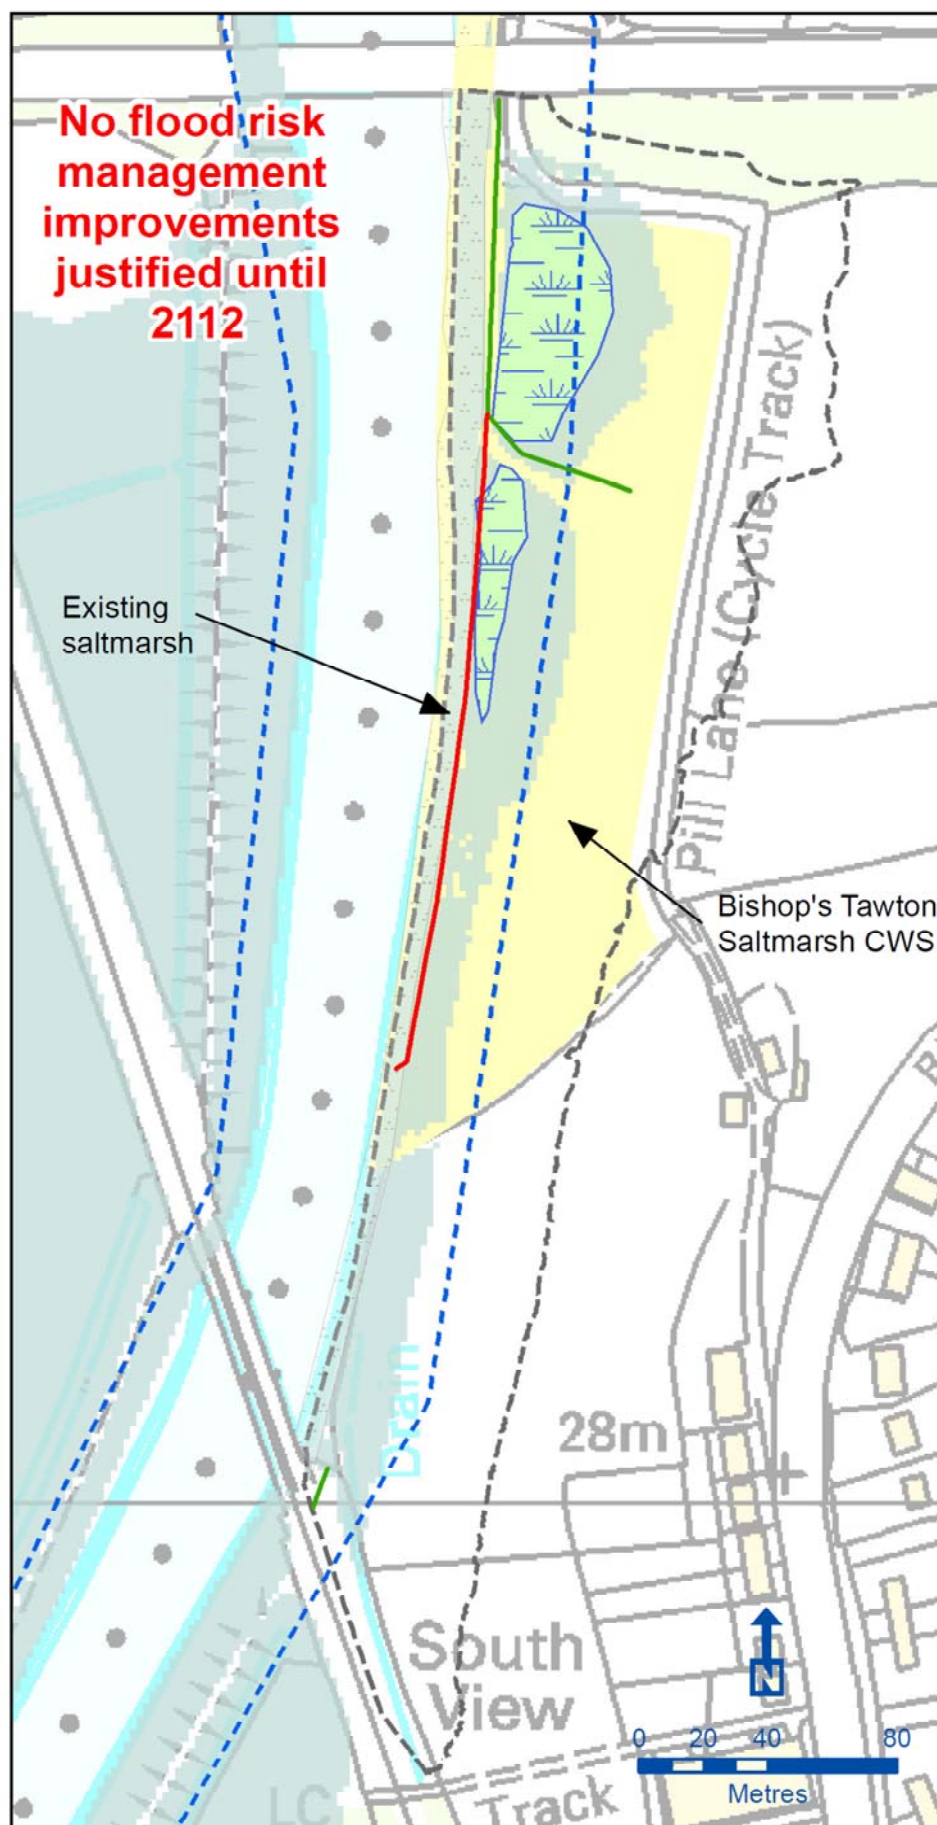 No flood risk
management
improvements
justified until
2112
Pill Lane (Cycle Track)
Existing
saltmarsh
Bishop's Tawton
Saltmarsh CWS
Drain
28m
South
View
N
0 20 40 80
Metres
LC
Track